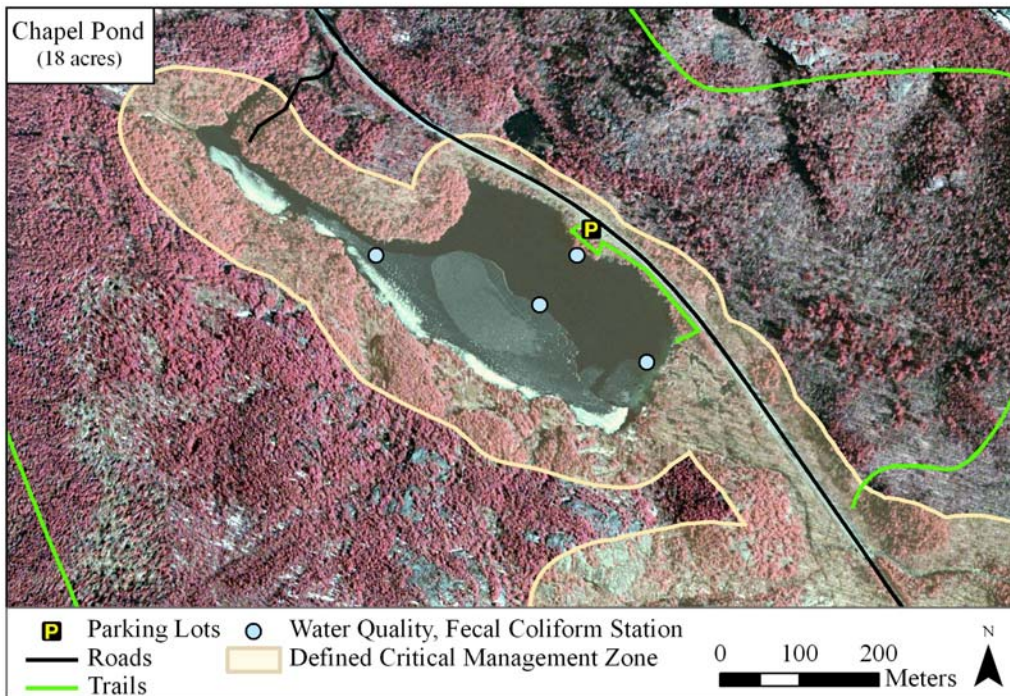 Chapel Pond
(18 acres)
P
P Parking Lots
Water Quality, Fecal Coliform Station
Roads
Defined Critical Management Zone
Trails
0 100 200
Meters
N